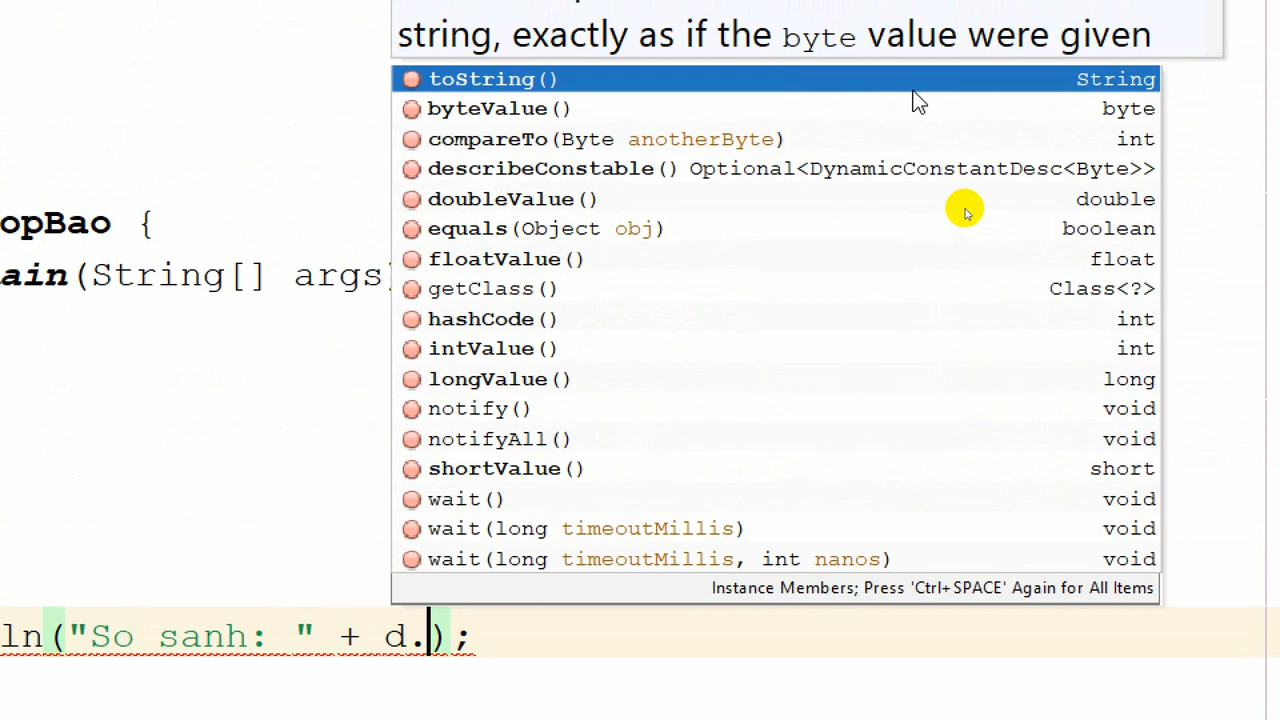 string, exactly as if the byte value were given
toString() String
byteValue() byte
compareTo(Byte anotherByte) int
describeConstable() Optional<DynamicConstantDesc<Byte>>
doubleValue() double
opBao {
equals(Object obj) boolean
floatValue() float
ain(String[] args)
getClass() Class<?>
hashCode() int
intValue() int
longValue() long
notify() void
notifyAll() void
shortValue() short
wait() void
wait(long timeoutMillis) void
wait(long timeoutMillis, int nanos) void
Instance Members; Press 'Ctrl+SPACE' Again for All Items
ln("So sanh: " + d.);